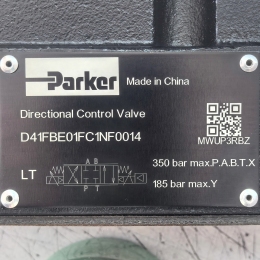 Parker
Made in China
Directional Control Valve
D41FBE01FC1NF0014
MWUP3RBZ
LT
A B
P T
350 bar max.P.A.B.T.X
185 bar max.Y